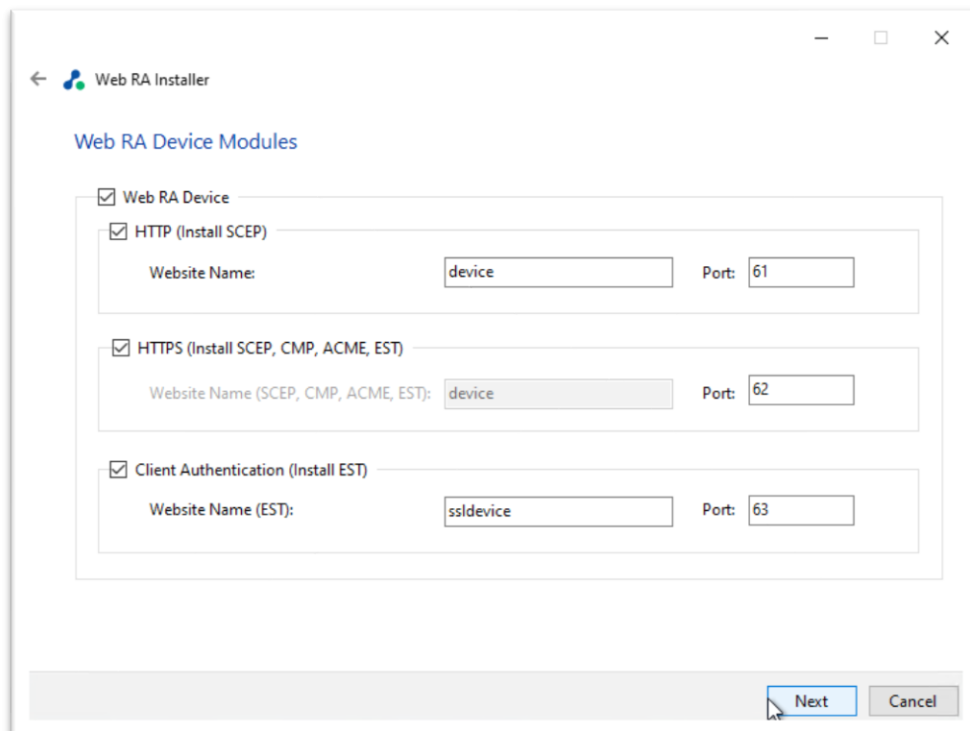 Web RA Installer
Web RA Device Modules
Web RA Device
HTTP (Install SCEP)
Website Name: device Port: 61
HTTPS (Install SCEP, CMP, ACME, EST)
Website Name (SCEP, CMP, ACME, EST): device Port: 62
Client Authentication (Install EST)
Website Name (EST): ssldevice Port: 63
Next Cancel